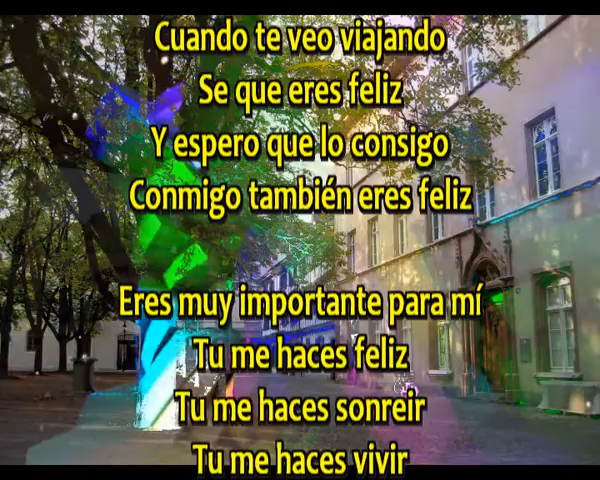 Cuando te veo viajando
Se que eres feliz
Y espero que lo consigo
Conmigo también eres feliz
Eres muy importante para mí
Tu me haces feliz
Tu me haces sonreir
Tu me haces vivir